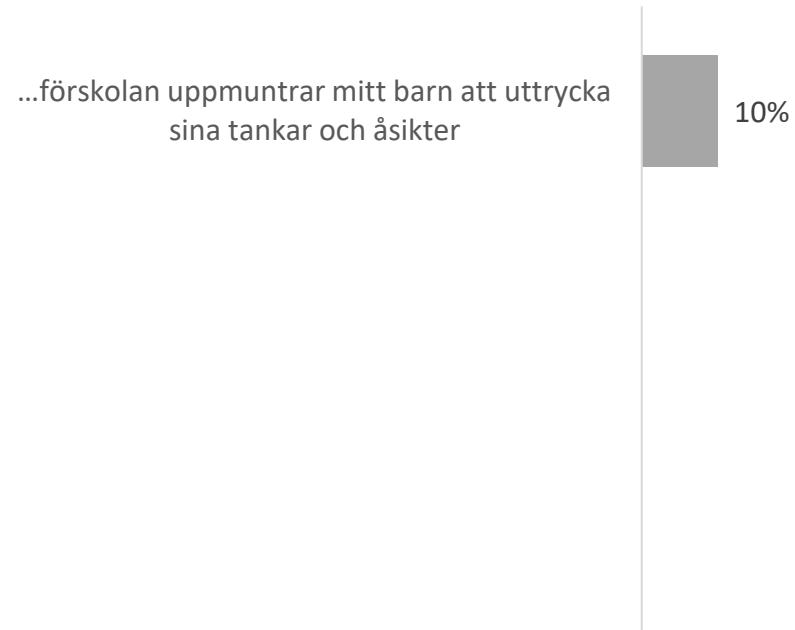 …förskolan uppmuntrar mitt barn att uttrycka
sina tankar och åsikter
10%